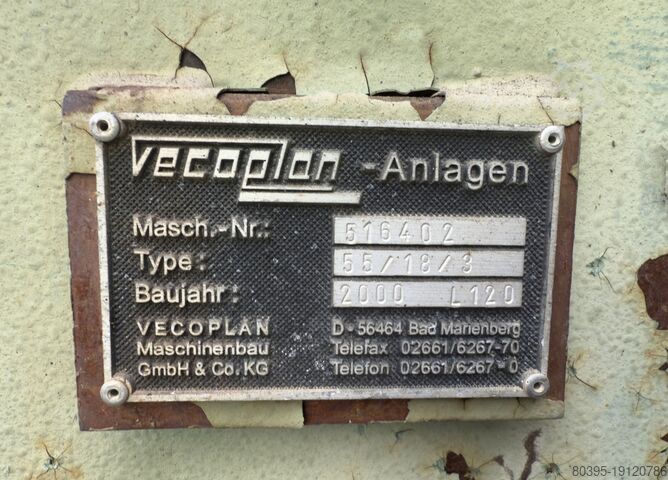 vecoplan -Anlagen
Masch.-Nr.: 516402
Type: 55/18/3
Baujahr: 2000 L120
VECOPLAN D-56464 Bad Marienberg
Maschinenbau Telefax 02661/6267-70
GmbH & Co. KG Telefon 02661/6267-0
80395-19120786